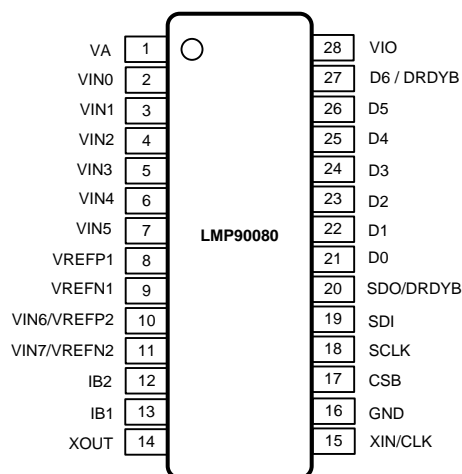 VA 1 28 VIO
VIN0 2 27 D6 / DRDYB
VIN1 3 26 D5
VIN2 4 25 D4
VIN3 5 24 D3
VIN4 6 23 D2
VIN5 7 LMP90080 22 D1
VREFP1 8 21 D0
VREFN1 9 20 SDO/DRDYB
VIN6/VREFP2 10 19 SDI
VIN7/VREFN2 11 18 SCLK
IB2 12 17 CSB
IB1 13 16 GND
XOUT 14 15 XIN/CLK